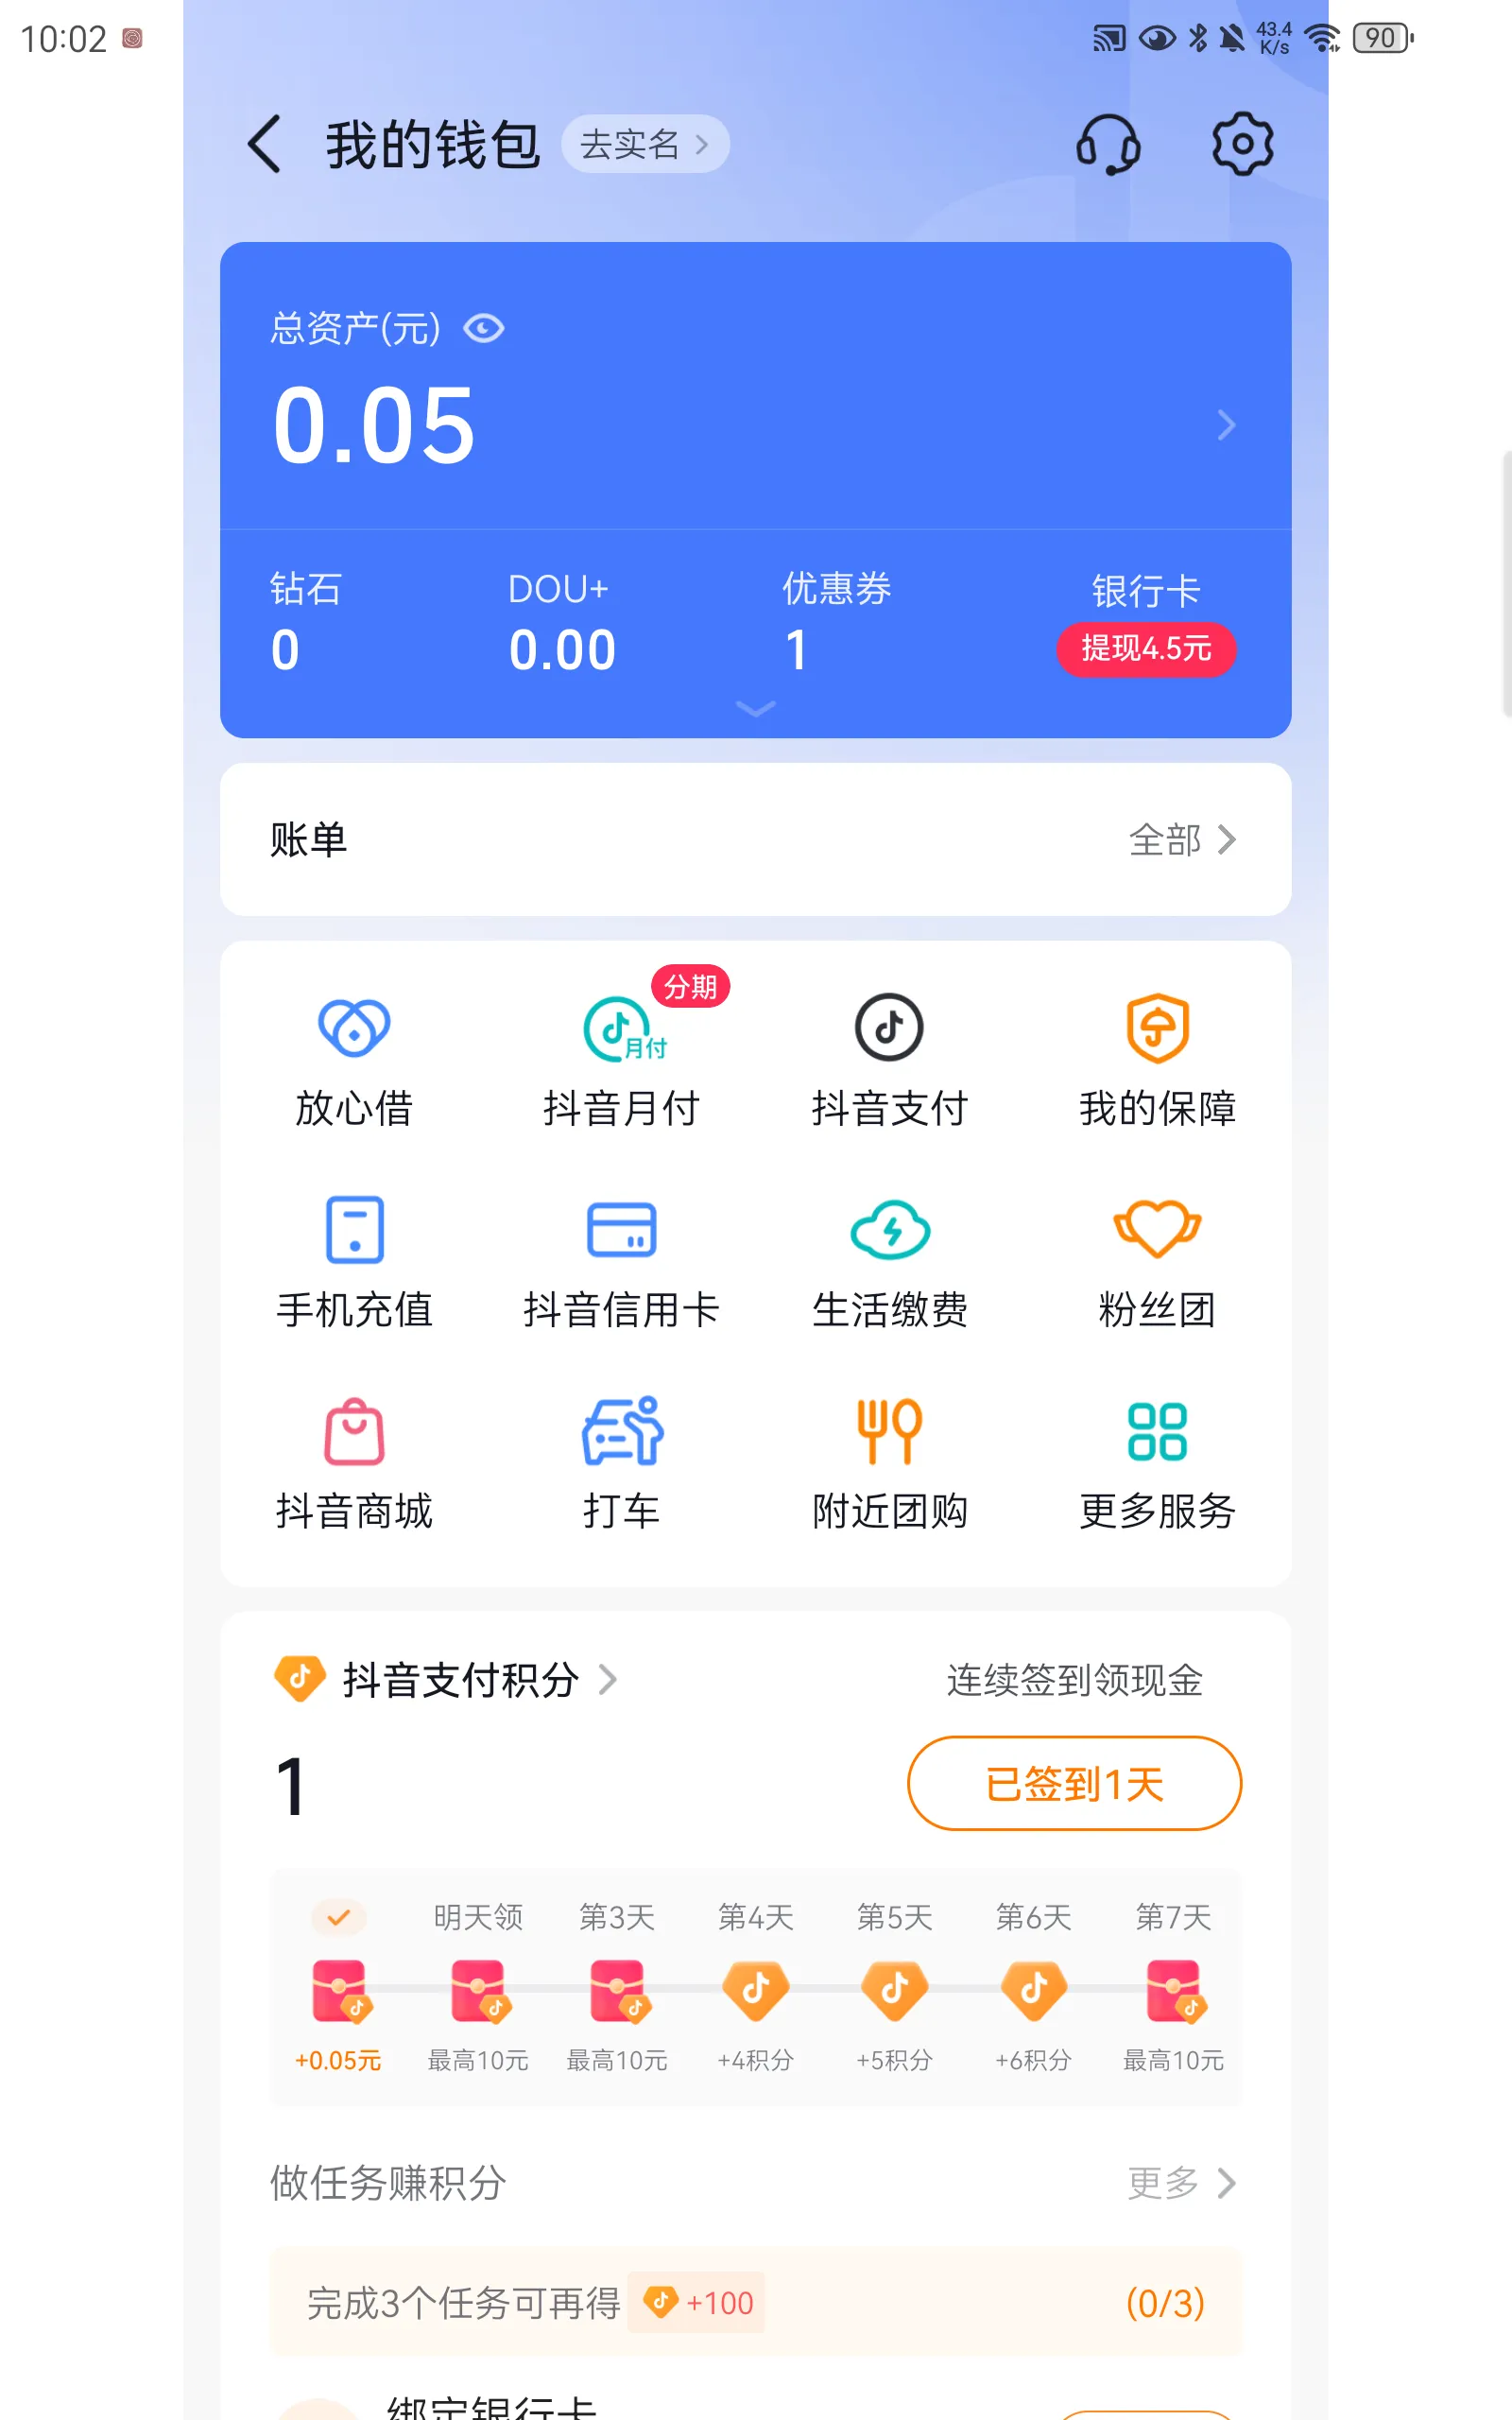 10:02
43.4
K/s
90
我的钱包
去实名
总资产(元)
0.05
钻石
DOU+
优惠券
银行卡
0
0.00
1
提现4.5元
账单
全部
分期
月付
放心借
抖音月付
抖音支付
我的保障
手机充值
抖音信用卡
生活缴费
粉丝团
抖音商城
打车
附近团购
更多服务
抖音支付积分
连续签到领现金
1
已签到1天
明天领
第3天
第4天
第5天
第6天
第7天
+0.05元
最高10元
最高10元
+4积分
+5积分
+6积分
最高10元
做任务赚积分
更多
完成3个任务可再得
+100
(0/3)
绑定银行卡